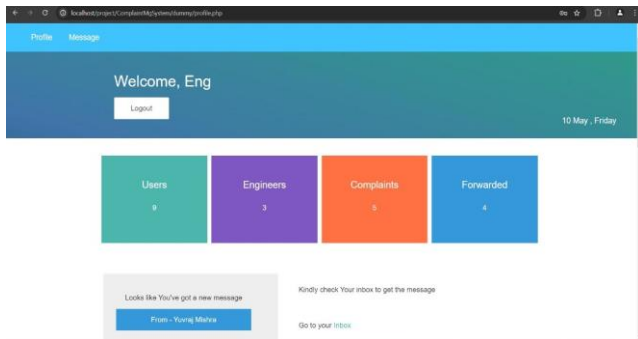 localhost/project/ComplaintMgSystem/dummy/profile.php
Profile Message
Welcome, Eng
Logout
10 May , Friday
Users Engineers Complaints Forwarded
9 3 5 4
Looks like You've got a new message
Kindly check Your inbox to get the message
From - Yuvraj Mishra
Go to your Inbox